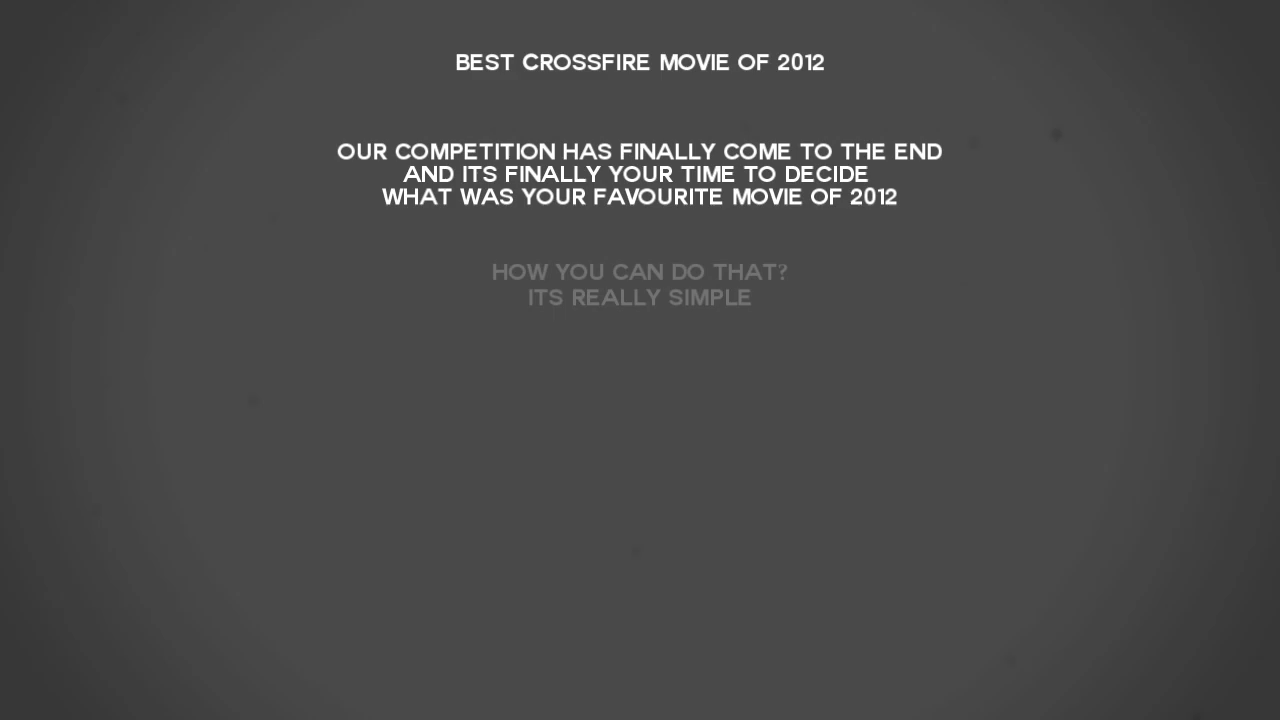 BEST CROSSFIRE MOVIE OF 2012
OUR COMPETITION HAS FINALLY COME TO THE END
AND ITS FINALLY YOUR TIME TO DECIDE
WHAT WAS YOUR FAVOURITE MOVIE OF 2012
HOW YOU CAN DO THAT?
ITS REALLY SIMPLE